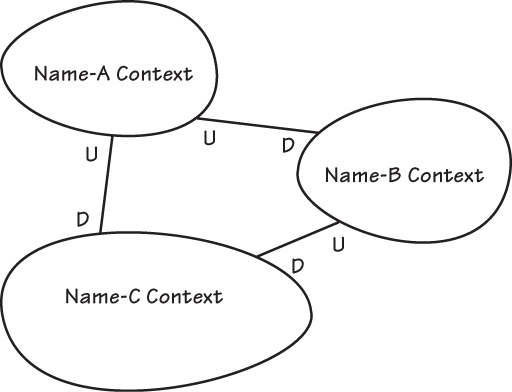 Name-A Context
U
U
D
Name-B Context
D
U
D
Name-C Context